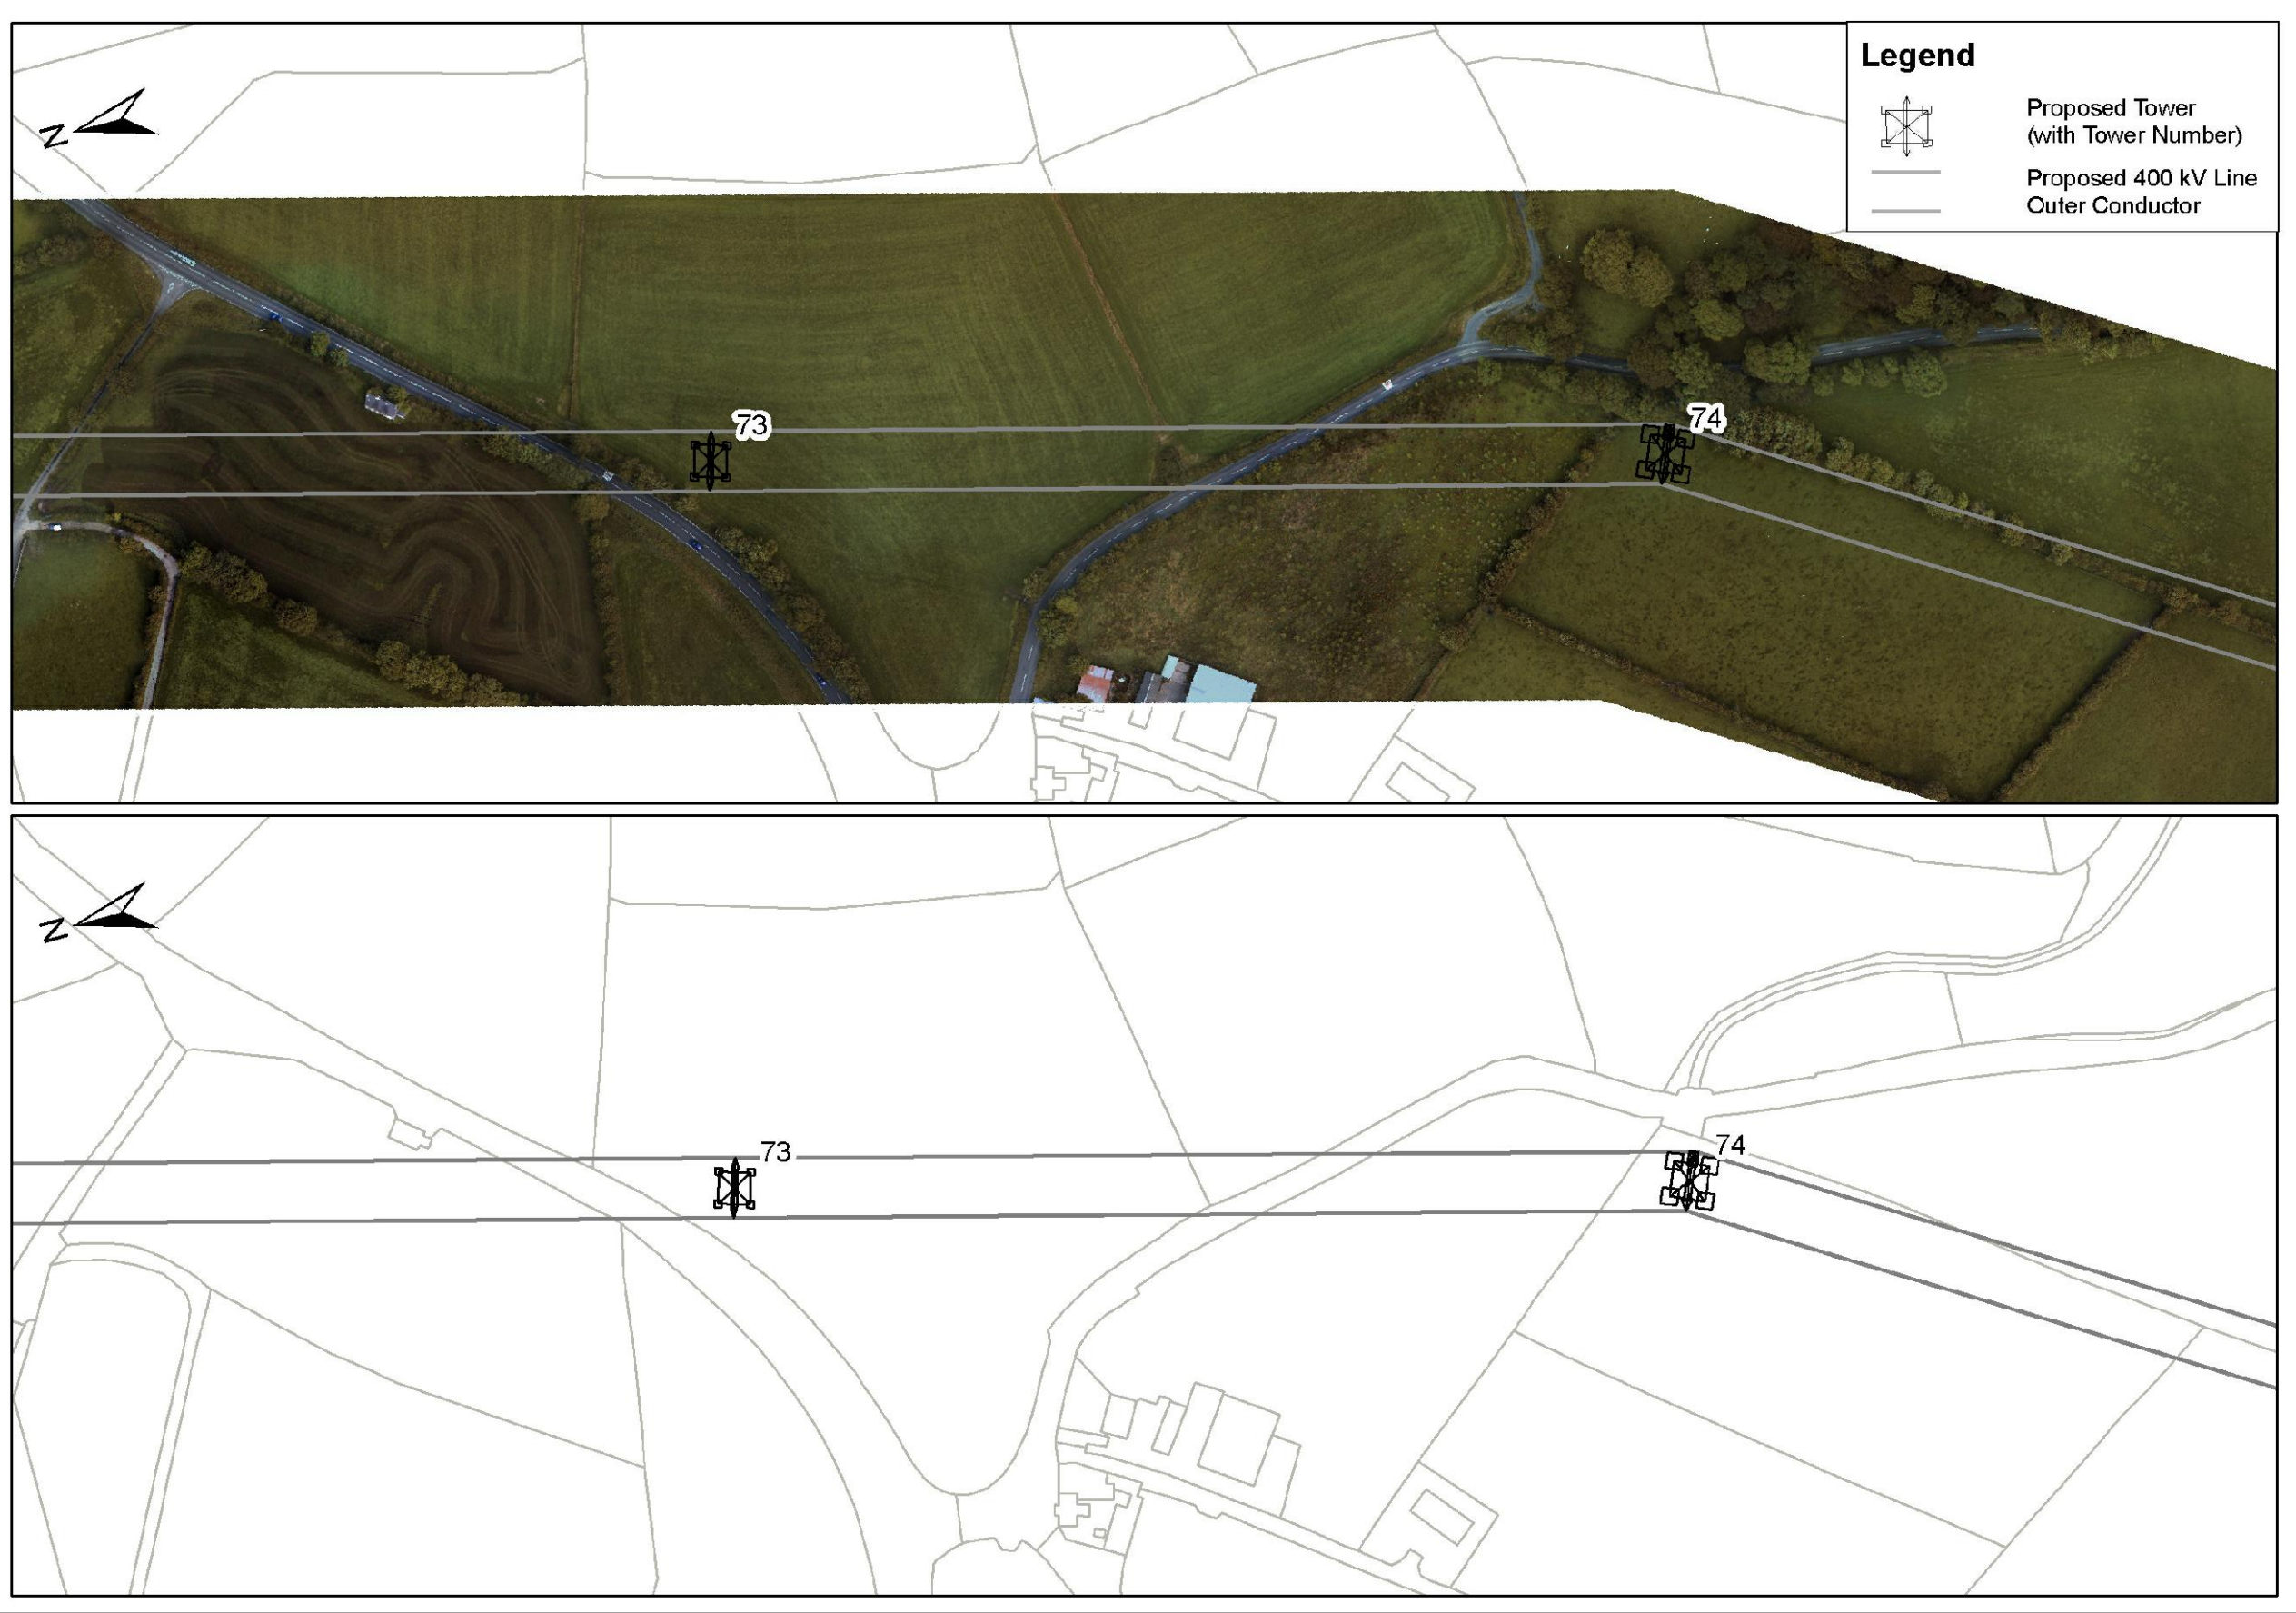 Legend
Proposed Tower
(with Tower Number)
Proposed 400 kV Line
Outer Conductor
N
73
74
N
73
74